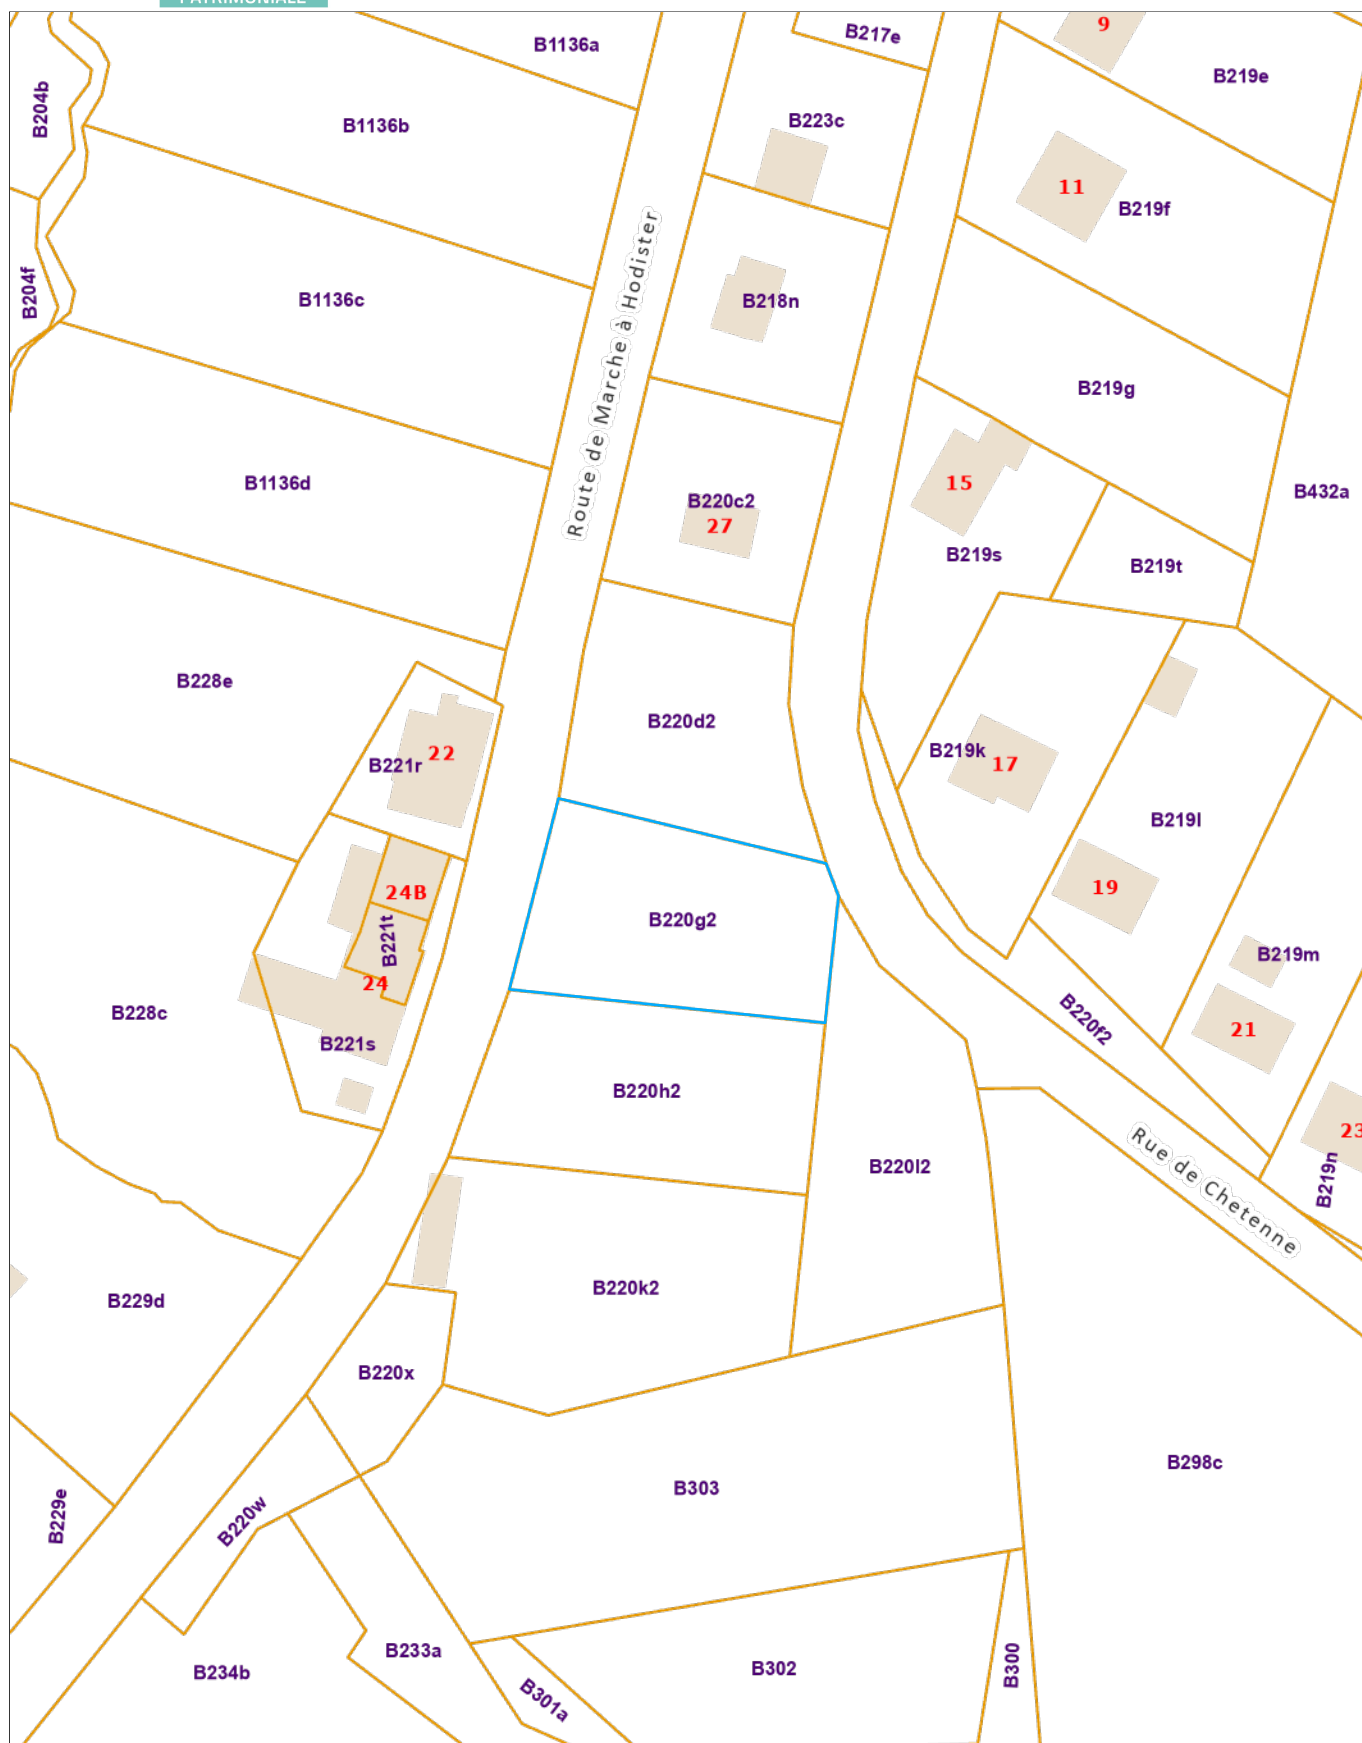 PATRIMONIALE
9
B217e
B1136a
B219e
B204b
B223c
B1136b
11
B219f
B204f
B1136c
B218n
Route de Marche à Hodister
B219g
B1136d
15
B432a
B220c2
27
B219s
B219t
B228e
B220d2
22
B221r
B219k
17
B219l
24B
19
B220g2
B221t
B219m
24
B228c
B220f2
21
B221s
B220h2
23
Rue de Chetenne
B220l2
B219n
B220k2
B229d
B220x
B298c
B303
B229e
B220w
B233a
B302
B300
B234b
B301a